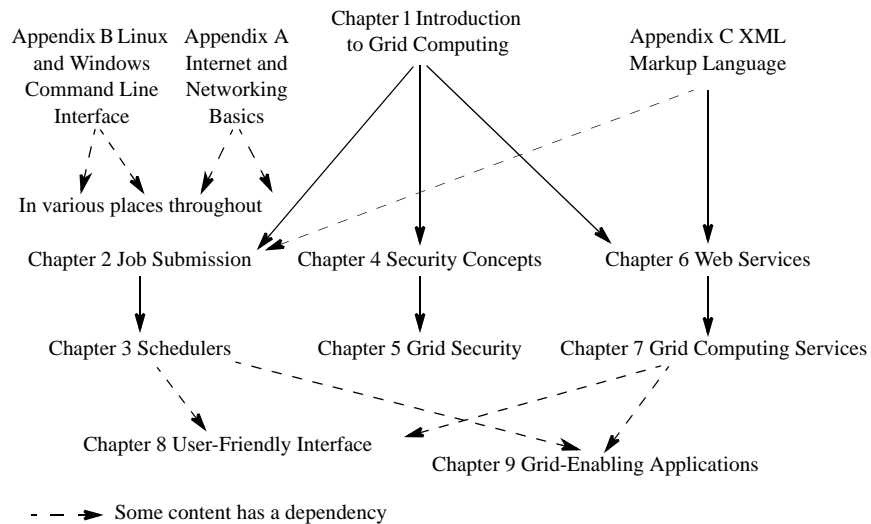 Chapter 1 Introduction
to Grid Computing
Appendix B Linux
and Windows
Command Line
Interface
Appendix A
Internet and
Networking
Basics
Appendix C XML
Markup Language
In various places throughout
Chapter 2 Job Submission
Chapter 4 Security Concepts
Chapter 6 Web Services
Chapter 3 Schedulers
Chapter 5 Grid Security
Chapter 7 Grid Computing Services
Chapter 8 User-Friendly Interface
Chapter 9 Grid-Enabling Applications
Some content has a dependency